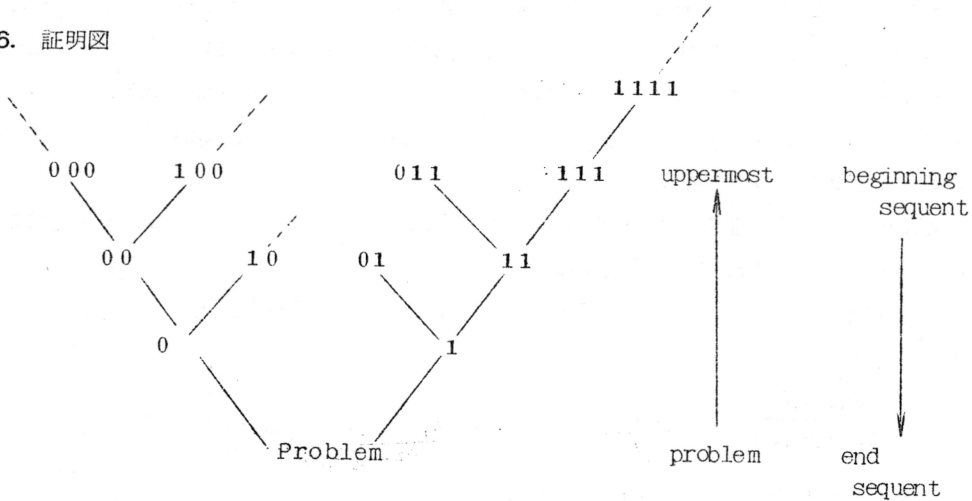 6. 証明図
1111
000 100 011 111 uppermost beginning
sequent
00 10 01 11
0 1
Problem problem end
sequent